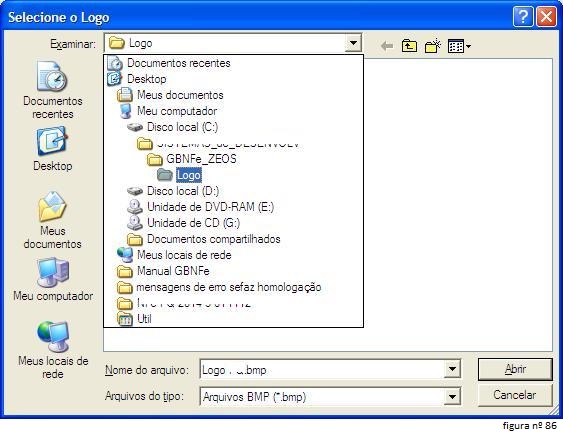 Selecione o Logo
Examinar:
Logo
Documentos recentes
Desktop
Meus documentos
Meu computador
Disco local (C:)
GBNFe_ZEOS
Logo
Disco local (D:)
Unidade de DVD-RAM (E:)
Unidade de CD (G:)
Documentos compartilhados
Meus locais de rede
Manual GBNFe
mensagens de erro sefaz homologação
Util
Documentos
recentes
Desktop
Meus
documentos
Meu computador
Meus locais de
rede
Nome do arquivo:
Logo .bmp
Abrir
Arquivos do tipo:
Arquivos BMP (*.bmp)
Cancelar
figura nº 86